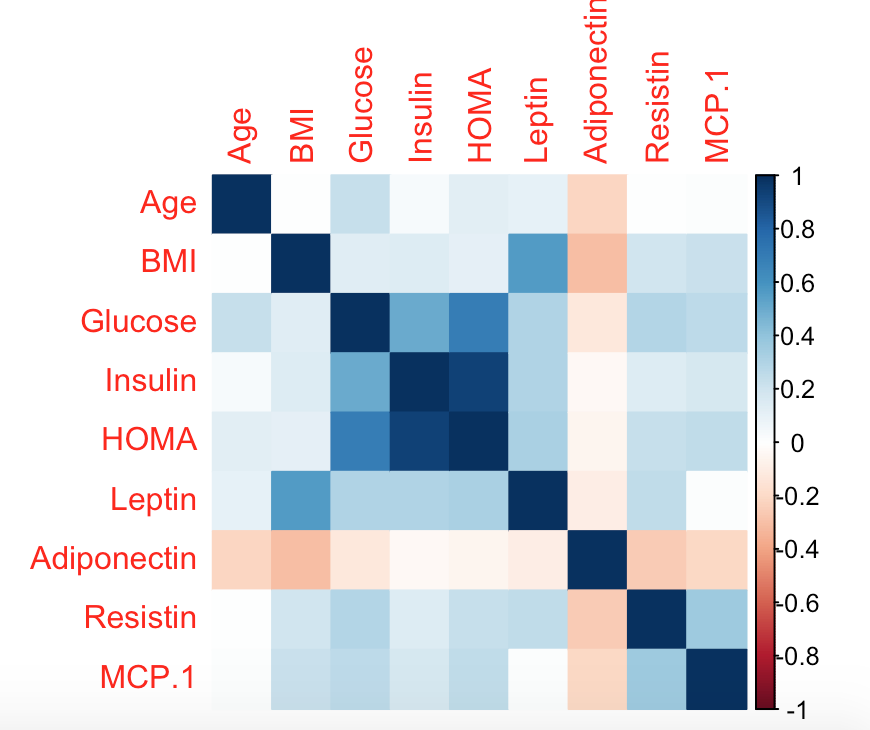 Age
BMI
Glucose
Insulin
HOMA
Leptin
Adiponectin
Resistin
MCP.1
Age
BMI
Glucose
Insulin
HOMA
Leptin
Adiponectin
Resistin
MCP.1
1
0.8
0.6
0.4
0.2
0
-0.2
-0.4
-0.6
-0.8
-1